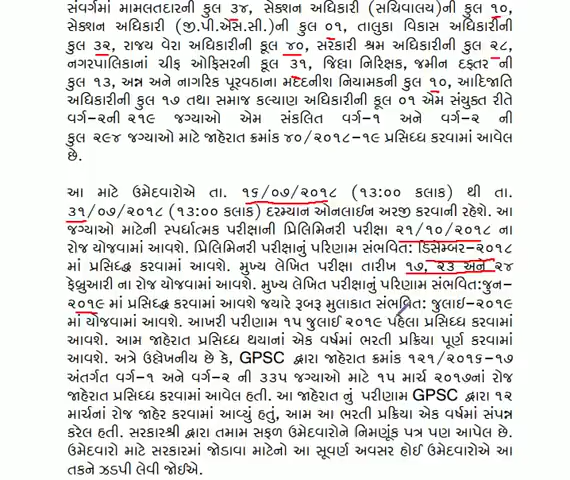 સંવર્ગમાં મામલતદારની કુલ ૩૪, સેક્શન અધિકારી (સચિવાલય)ની કુલ ૧૦,
સેક્શન અધિકારી (જી.પી.એસ.સી.)ની કુલ ૦૧, તાલુકા વિકાસ અધિકારીની
કુલ ૩૨, રાજ્ય વેરા અધિકારીની કૂલ ૪૦, સરકારી શ્રમ અધિકારીની કુલ ૨૮,
નગરપાલિકાનાં ચીફ ઓફિસરની કૂલ ૩૧, જિલ્લા નિરિક્ષક, જમીન દફતર ની
કુલ ૧૩, અન્ન અને નાગરિક પૂરવઠાના મદદનીશ નિયામકની કુલ ૧૦, આદિજાતિ
અધિકારીની કુલ ૧૭ તથા સમાજ કલ્યાણ અધિકારીની કૂલ ૦૧ એમ સંયુક્ત રીતે
વર્ગ-૨ની ૨૧૯ જગ્યાઓ એમ સંકલિત વર્ગ-૧ અને વર્ગ-૨ ની
કુલ ૨૯૪ જગ્યાઓ માટે જાહેરાત ક્રમાંક ૪૦/૨૦૧૮-૧૯ પ્રસિધ્ધ કરવામાં આવેલ
છે.
આ માટે ઉમેદવારોએ તા. ૧૬/૦૭/૨૦૧૮ (૧૩:૦૦ કલાક) થી તા.
૩૧/૦૭/૨૦૧૮ (૧૩:૦૦ કલાક) દરમ્યાન ઓનલાઈન અરજી કરવાની રહેશે. આ
જગ્યાઓ માટેની સ્પર્ધાત્મક પરીક્ષાની પ્રિલિમિનરી પરીક્ષા ૨૧/૧૦/૨૦૧૮ ના
રોજ યોજવામાં આવશે. પ્રિલિમિનરી પરીક્ષાનું પરિણામ સંભવિત: ડિસેમ્બર-૨૦૧૮
માં પ્રસિદ્ધ કરવામાં આવશે. મુખ્ય લેખિત પરીક્ષા તારીખ ૧૭, ૨૩ અને ૨૪
ફેબ્રુઆરી ના રોજ યોજવામાં આવશે. મુખ્ય લેખિત પરીક્ષાનું પરિણામ સંભવિત:જુન-
૨૦૧૯ માં પ્રસિદ્ધ કરવામાં આવશે જ્યારે રૂબરૂ મુલાકાત સંભવિત: જુલાઈ-૨૦૧૯
માં યોજવામાં આવશે. આખરી પરીણામ ૧૫ જુલાઈ ૨૦૧૯ પહેલા પ્રસિધ્ધ કરવામાં
આવશે. આમ જાહેરાત પ્રસિધ્ધ થયાનાં એક વર્ષમાં ભરતી પ્રક્રિયા પૂર્ણ કરવામાં
આવશે. અત્રે ઉલ્લેખનીય છે કે, GPSC દ્વારા જાહેરાત ક્રમાંક ૧૨૧/૨૦૧૬-૧૭
અંતર્ગત વર્ગ-૧ અને વર્ગ-૨ ની ૩૩૫ જગ્યાઓ માટે ૧૫ માર્ચ ૨૦૧૭નાં રોજ
જાહેરાત પ્રસિધ્ધ કરવામાં આવેલ હતી. આ જાહેરાત નું પરીણામ GPSC દ્વારા ૧૨
માર્ચનાં રોજ જાહેર કરવામાં આવ્યું હતું, આમ આ ભરતી પ્રક્રિયા એક વર્ષમાં સંપન્ન
કરેલ હતી. સરકારશ્રી દ્વારા તમામ સફળ ઉમેદવારોને નિમણૂંક પત્ર પણ આપેલ છે.
ઉમેદવારો માટે સરકારમાં જોડાવા માટેનો આ સૂવર્ણ અવસર હોઈ ઉમેદવારોએ આ
તકને ઝડપી લેવી જોઈએ.